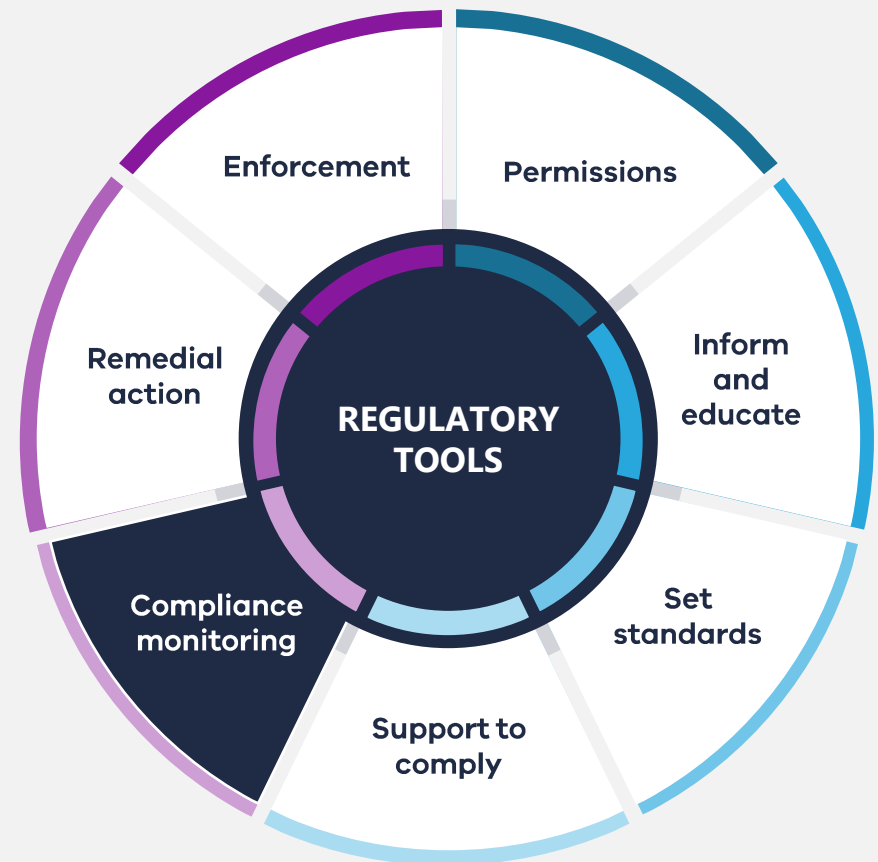 REGULATORY
TOOLS
Permissions
Inform
and
educate
Set
standards
Support to
comply
Compliance
monitoring
Remedial
action
Enforcement